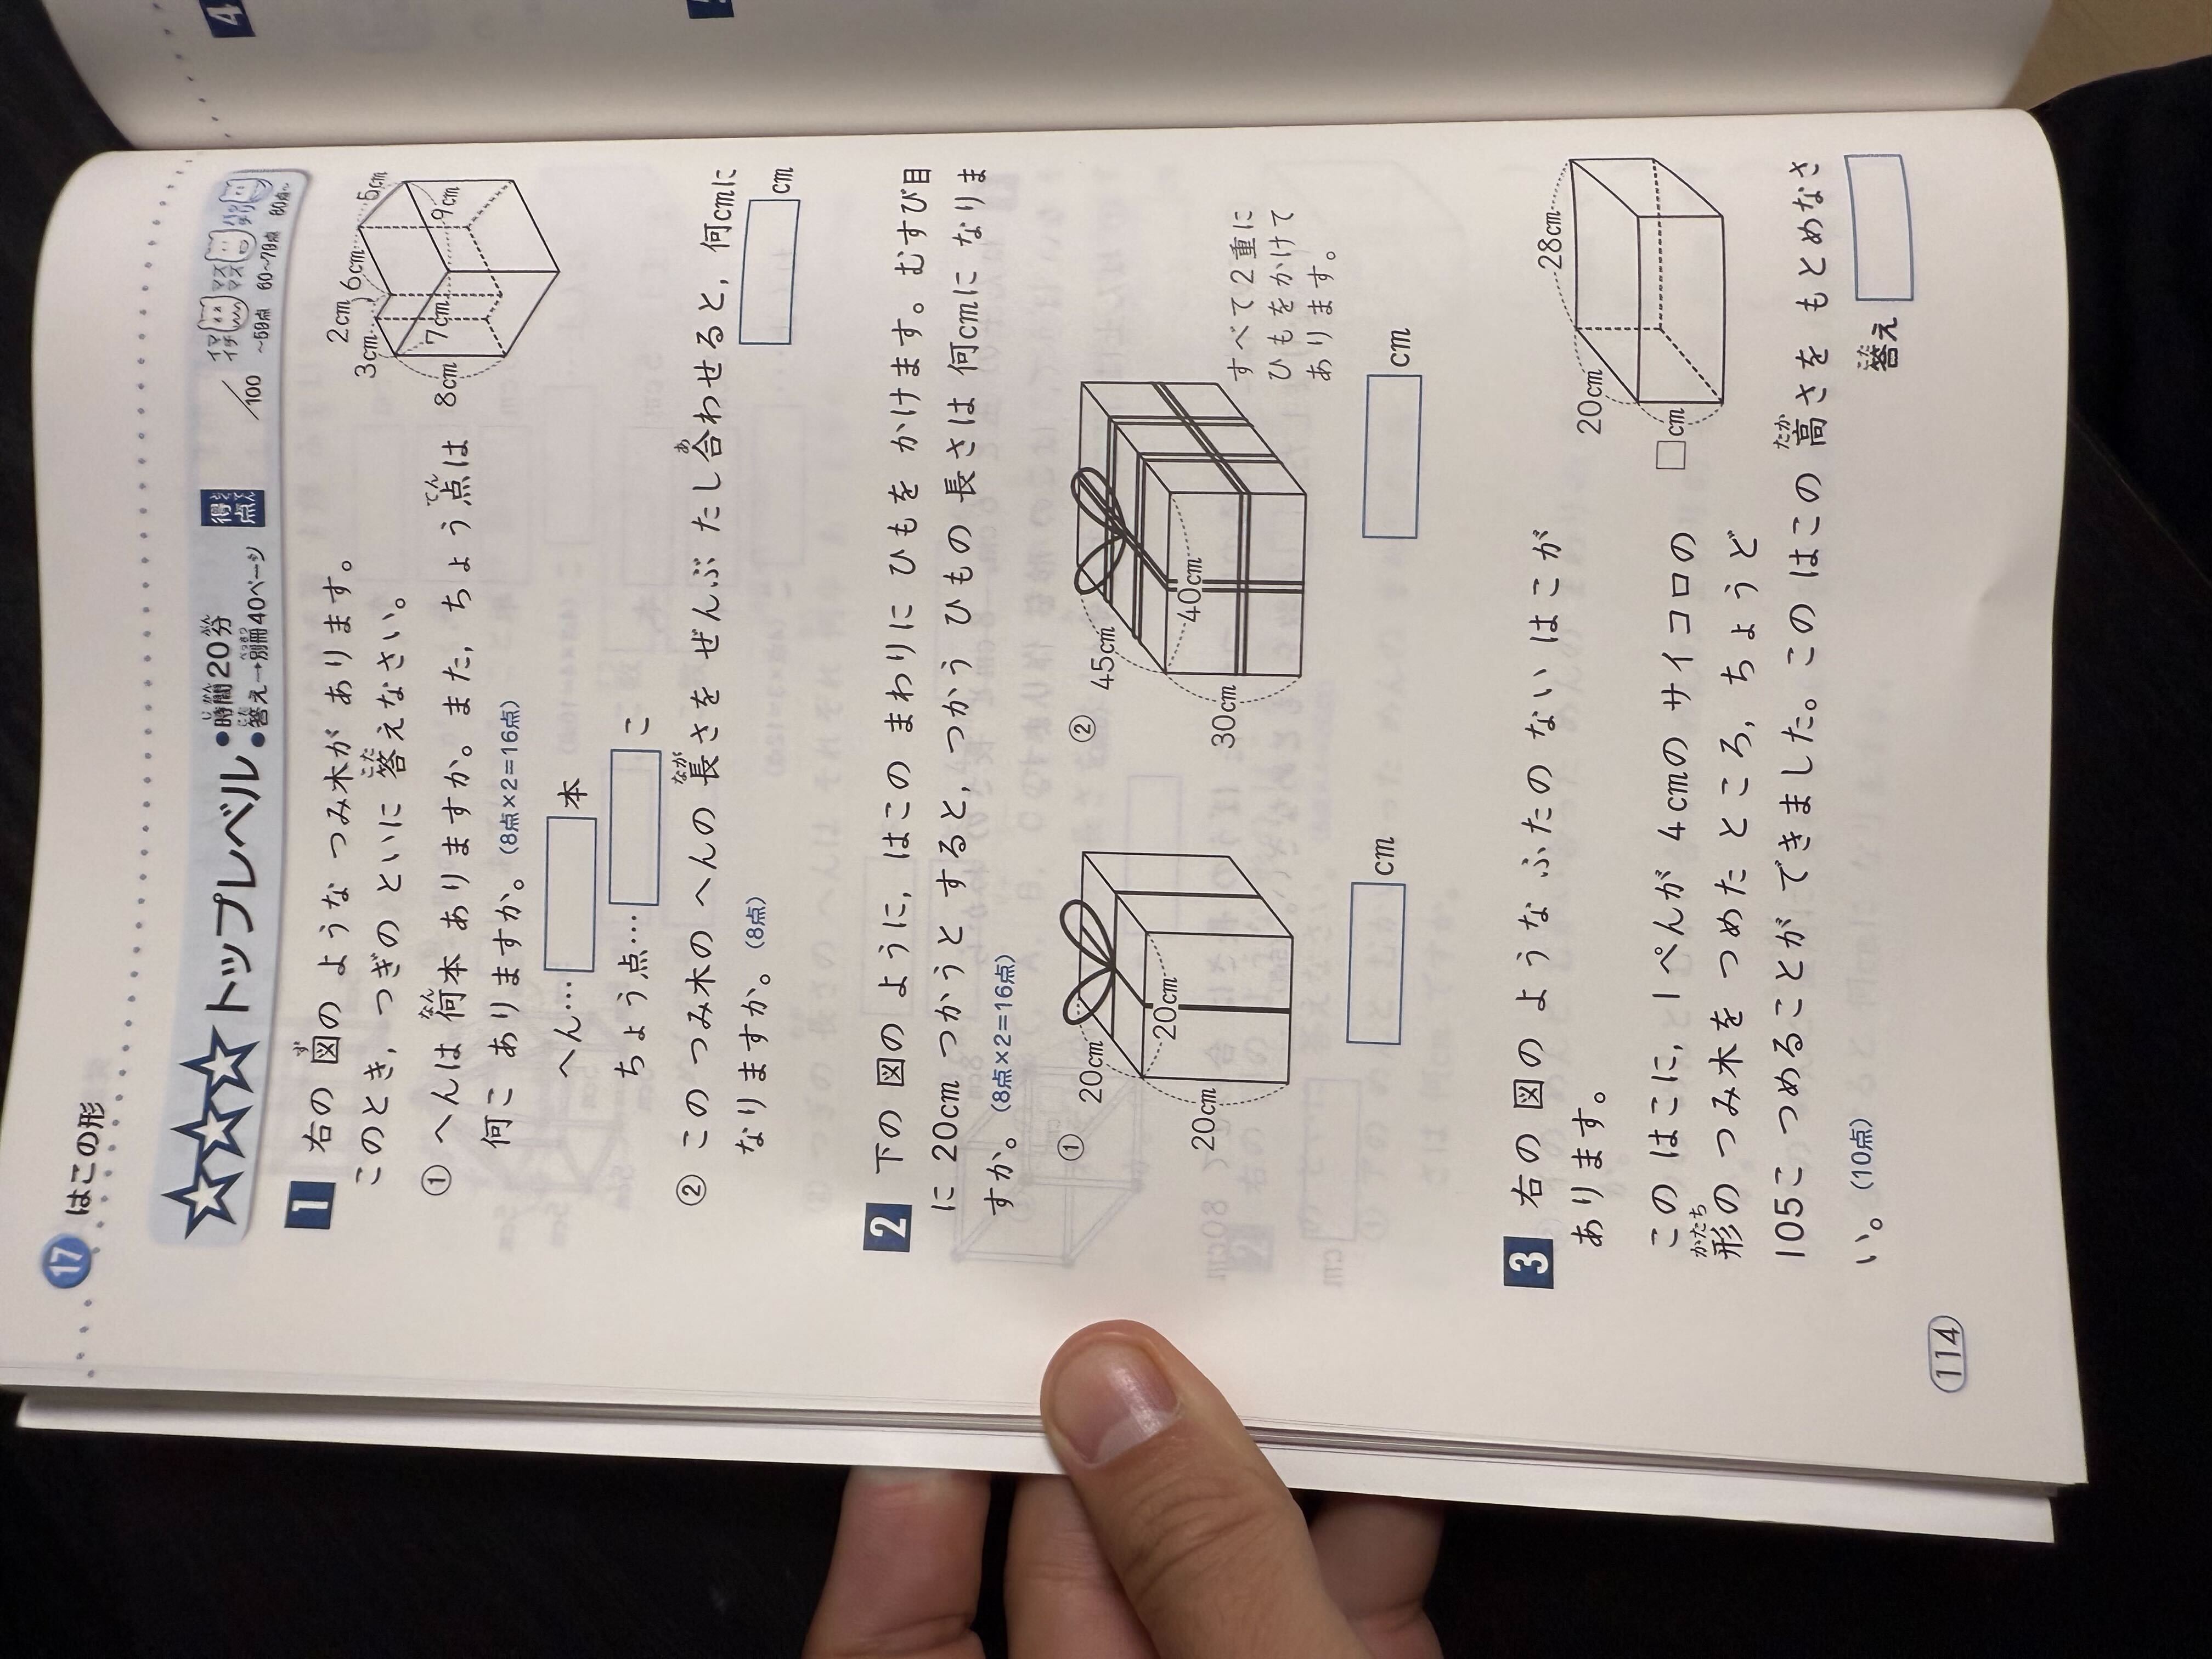 17 はこの形
★★★トップレベル
●時間20分
●答え→別冊40ページ
得点
/100
イマイチ
マズマズ
バッチリ
~59点 60~79点 80点~
1 右の 図の ような つみ木が あります。
このとき, つぎの といに 答えなさい。
① へんは 何本 ありますか。また, ちょう点は
何こ ありますか。(8点×2=16点)
へん… 本
ちょう点… こ
3cm
2cm
6cm
5cm
9cm
7cm
8cm
② この つみ木の へんの 長さを ぜんぶ たし合わせると, 何cmに
なりますか。(8点)
cm
2 下の 図の ように, はこの まわりに ひもを かけます。むすび目
に 20cm つかうと すると, つかう ひもの 長さは 何cmに なりま
すか。(8点×2=16点)
①
20cm
20cm
20cm
cm
②
45cm
40cm
30cm
すべて2重に
ひもをかけて
あります。
cm
3 右の 図の ような ふたの ない はこが
あります。
この はこに, 1ぺんが 4cmの サイコロの
形の つみ木を つめた ところ, ちょうど
105こ つめることが できました。この はこの 高さを もとめなさ
い。(10点)
28cm
20cm
□cm
答え
114